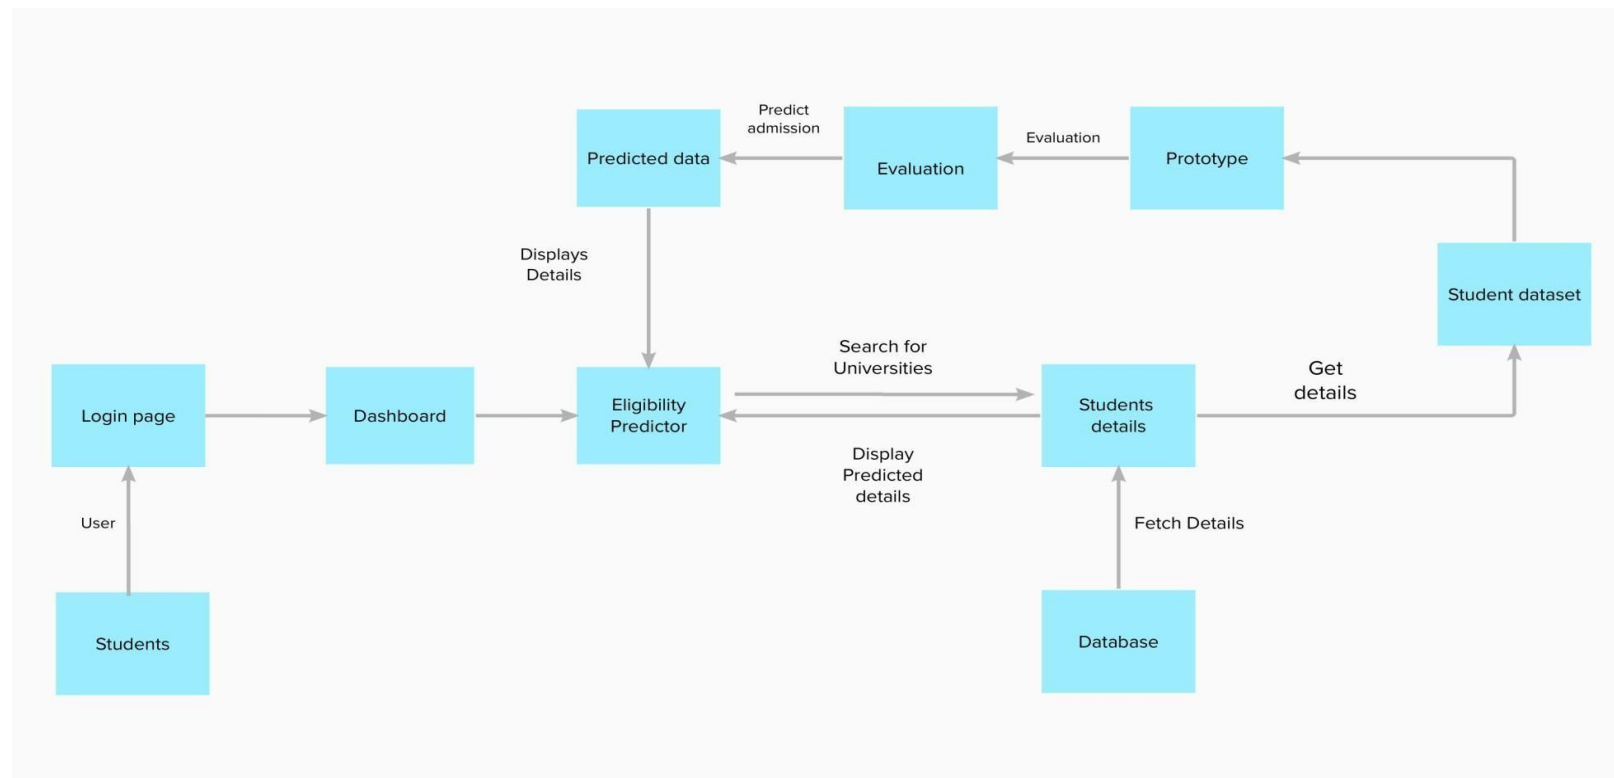 Predict
admission
Predicted data
Evaluation
Evaluation
Prototype
Displays
Details
Student dataset
Search for
Universities
Get
details
Login page
Dashboard
Eligibility
Predictor
Students
details
Display
Predicted
details
User
Fetch Details
Students
Database